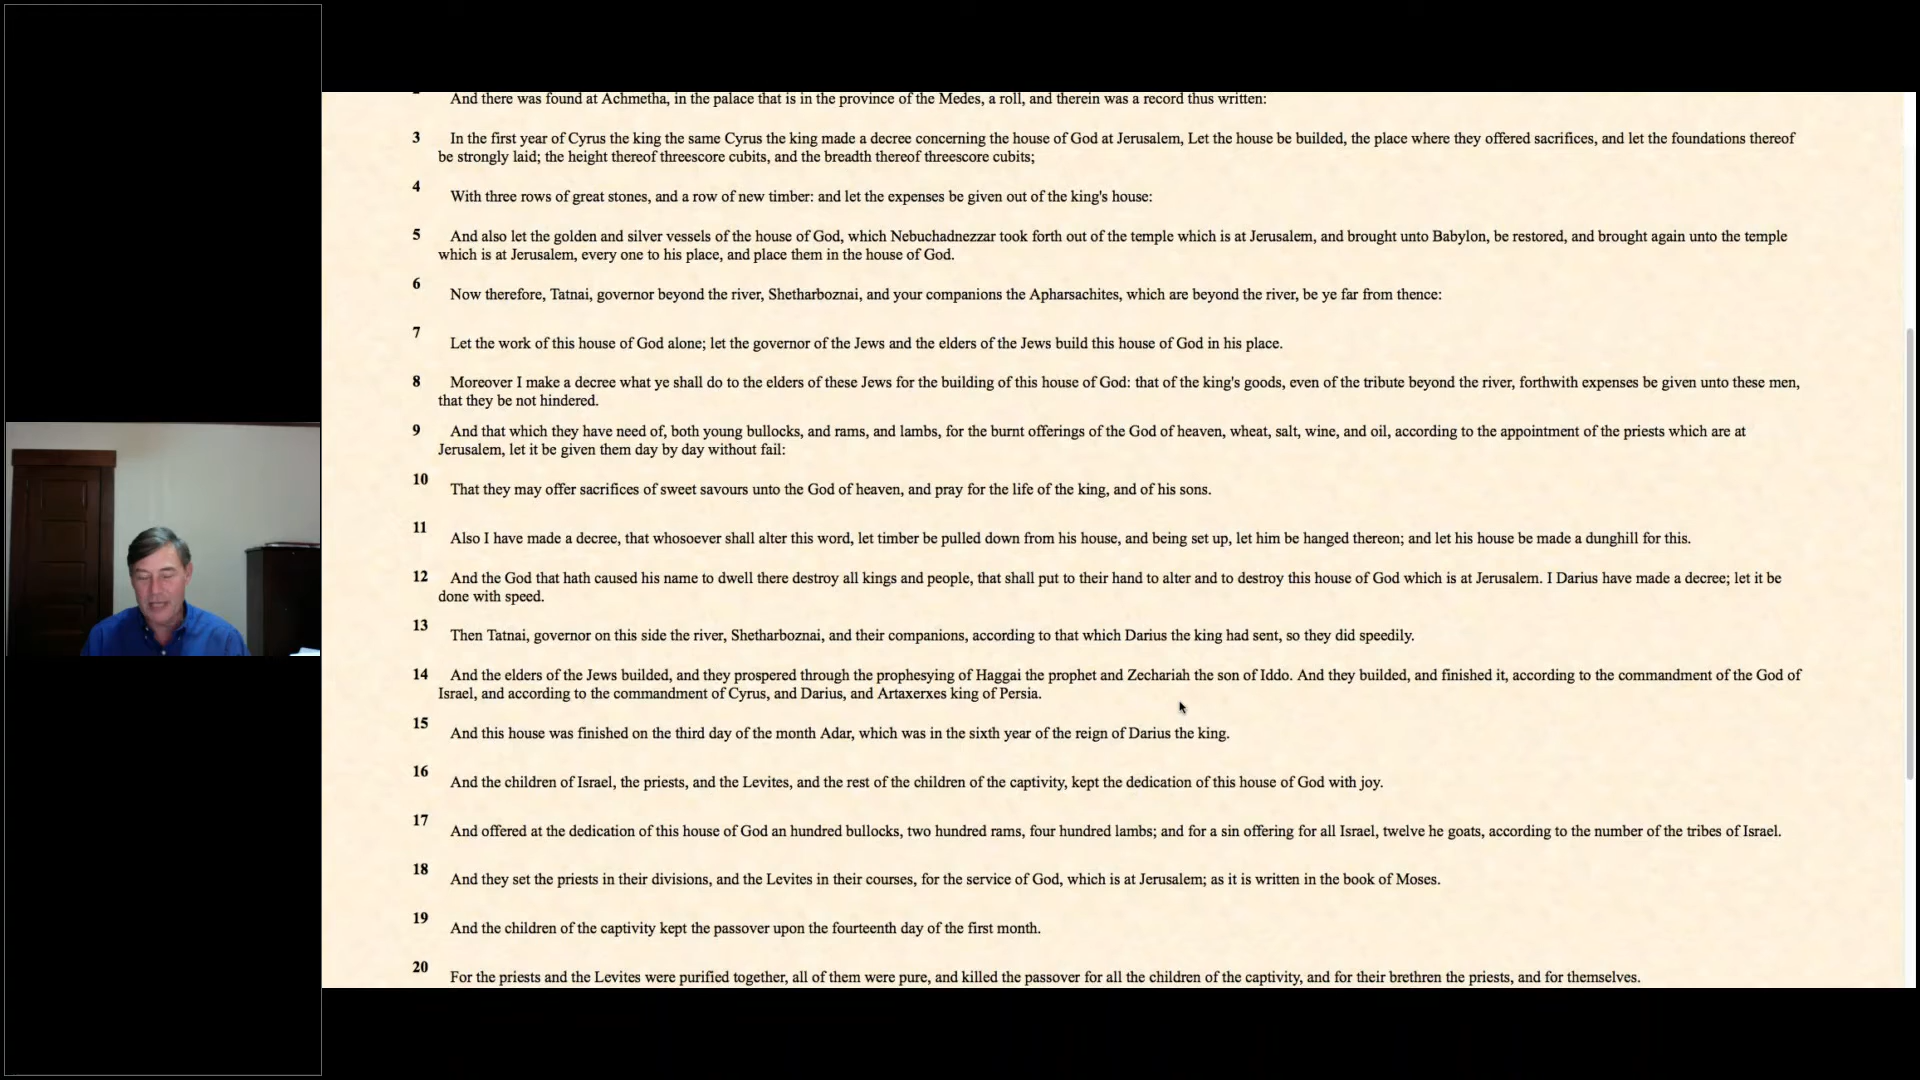 And there was found at Achmetha, in the palace that is in the province of the Medes, a roll, and therein was a record thus written:
3 In the first year of Cyrus the king the same Cyrus the king made a decree concerning the house of God at Jerusalem, Let the house be builded, the place where they offered sacrifices, and let the foundations thereof
be strongly laid; the height thereof threescore cubits, and the breadth thereof threescore cubits;
4 With three rows of great stones, and a row of new timber: and let the expenses be given out of the king's house:
5 And also let the golden and silver vessels of the house of God, which Nebuchadnezzar took forth out of the temple which is at Jerusalem, and brought unto Babylon, be restored, and brought again unto the temple
which is at Jerusalem, every one to his place, and place them in the house of God.
6 Now therefore, Tatnai, governor beyond the river, Shetharboznai, and your companions the Apharsachites, which are beyond the river, be ye far from thence:
7 Let the work of this house of God alone; let the governor of the Jews and the elders of the Jews build this house of God in his place.
8 Moreover I make a decree what ye shall do to the elders of these Jews for the building of this house of God: that of the king's goods, even of the tribute beyond the river, forthwith expenses be given unto these men,
that they be not hindered.
9 And that which they have need of, both young bullocks, and rams, and lambs, for the burnt offerings of the God of heaven, wheat, salt, wine, and oil, according to the appointment of the priests which are at
Jerusalem, let it be given them day by day without fail:
10 That they may offer sacrifices of sweet savours unto the God of heaven, and pray for the life of the king, and of his sons.
11 Also I have made a decree, that whosoever shall alter this word, let timber be pulled down from his house, and being set up, let him be hanged thereon; and let his house be made a dunghill for this.
12 And the God that hath caused his name to dwell there destroy all kings and people, that shall put to their hand to alter and to destroy this house of God which is at Jerusalem. I Darius have made a decree; let it be
done with speed.
13 Then Tatnai, governor on this side the river, Shetharboznai, and their companions, according to that which Darius the king had sent, so they did speedily.
14 And the elders of the Jews builded, and they prospered through the prophesying of Haggai the prophet and Zechariah the son of Iddo. And they builded, and finished it, according to the commandment of the God of
Israel, and according to the commandment of Cyrus, and Darius, and Artaxerxes king of Persia.
15 And this house was finished on the third day of the month Adar, which was in the sixth year of the reign of Darius the king.
16 And the children of Israel, the priests, and the Levites, and the rest of the children of the captivity, kept the dedication of this house of God with joy.
17 And offered at the dedication of this house of God an hundred bullocks, two hundred rams, four hundred lambs; and for a sin offering for all Israel, twelve he goats, according to the number of the tribes of Israel.
18 And they set the priests in their divisions, and the Levites in their courses, for the service of God, which is at Jerusalem; as it is written in the book of Moses.
19 And the children of the captivity kept the passover upon the fourteenth day of the first month.
20 For the priests and the Levites were purified together, all of them were pure, and killed the passover for all the children of the captivity, and for their brethren the priests, and for themselves.